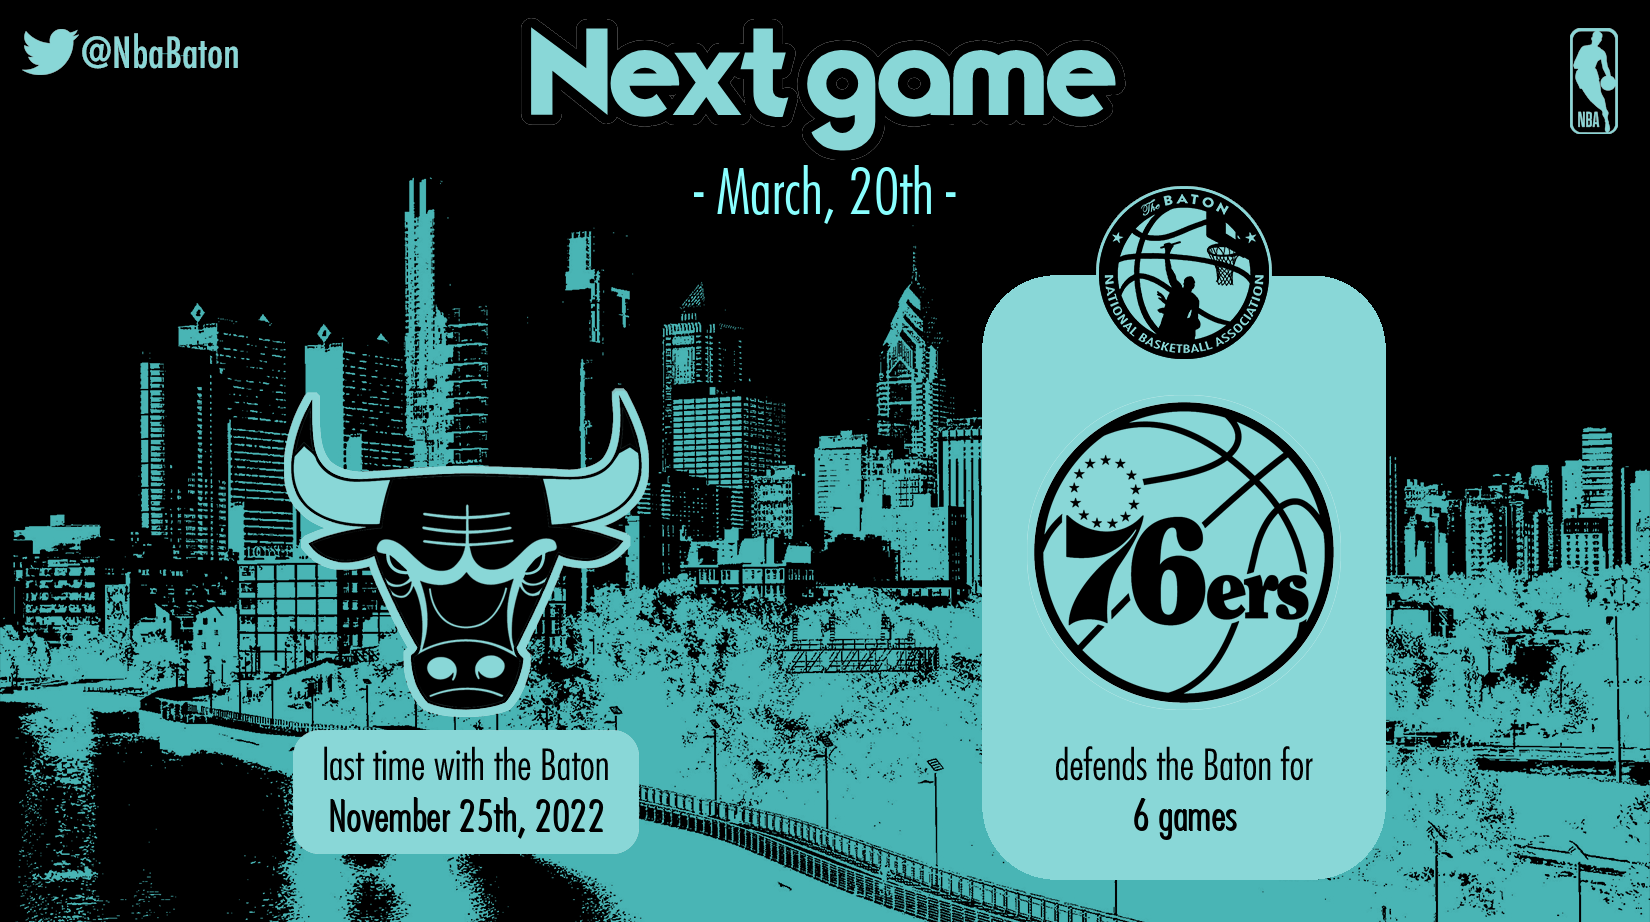 @NbaBaton
Next game
NBA
- March, 20th -
The BATON
NATIONAL BASKETBALL ASSOCIATION
76ers
last time with the Baton
November 25th, 2022
defends the Baton for
6 games